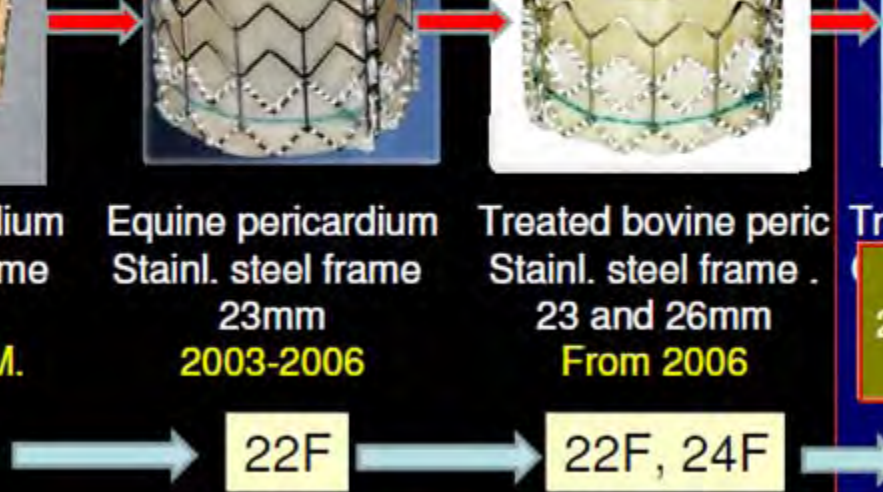 Equine pericardium
Stainl. steel frame
23mm
2003-2006
22F
Treated bovine peric
Stainl. steel frame .
23 and 26mm
From 2006
22F, 24F